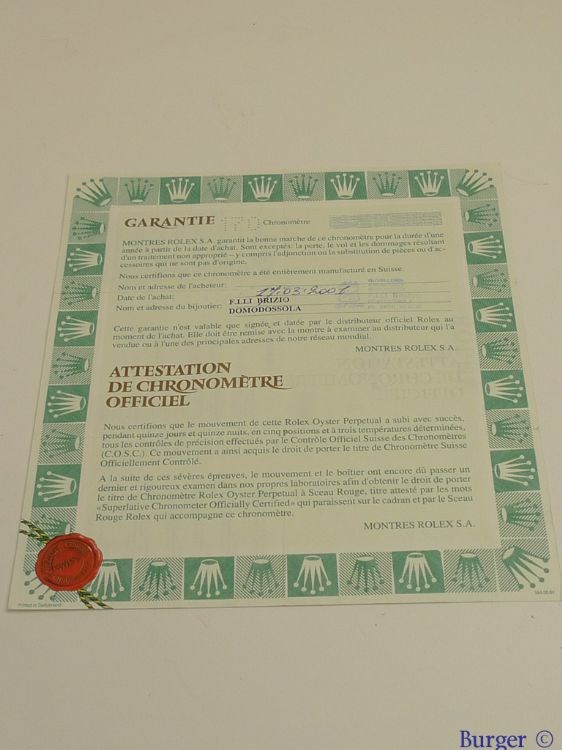 GARANTIE 170 Chronomètre
MONTRES ROLEX S.A. garantit la bonne marche de ce chronomètre pour la durée d'une
année à partir de la date d'achat. Sont exceptés: la perte, le vol et les dommages résultant
d'un traitement non approprié – y compris l'adjonction ou la substitution de pièces ou d'ac-
cessoires qui ne sont pas d'origine.
Nous certifions que ce chronomètre a été entièrement manufacturé en Suisse.
Nom et adresse de l'acheteur:
Date de l'achat: 17.03.2001
Nom et adresse du bijoutier: F.LLI BRIZIO
DOMODOSSOLA
Cette garantie n'est valable que signée et datée par le distributeur officiel Rolex au
moment de l'achat. Elle doit être remise avec la montre à examiner au distributeur qui l'a
vendue ou à l'une des principales adresses de notre réseau mondial.
MONTRES ROLEX S.A.
ATTESTATION
DE CHRONOMÈTRE
OFFICIEL
Nous certifions que le mouvement de cette Rolex Oyster Perpetual a subi avec succès,
pendant quinze jours et quinze nuits, en cinq positions et à trois températures déterminées,
tous les contrôles de précision effectués par le Contrôle Officiel Suisse des Chronomètres
(C.O.S.C.). Ce mouvement a ainsi acquis le droit de porter le titre de Chronomètre Suisse
Officiellement Contrôlé.
A la suite de ces sévères épreuves, le mouvement et le boîtier ont encore dû passer un
dernier et rigoureux examen dans nos propres laboratoires afin d'obtenir le droit de porter
le titre de Chronomètre Rolex Oyster Perpetual à Sceau Rouge, titre attesté par les mots
«Superlative Chronometer Officially Certified» qui paraissent sur le cadran et par le Sceau
Rouge Rolex qui accompagne ce chronomètre.
MONTRES ROLEX S.A.
Printed in Switzerland
Burger ©